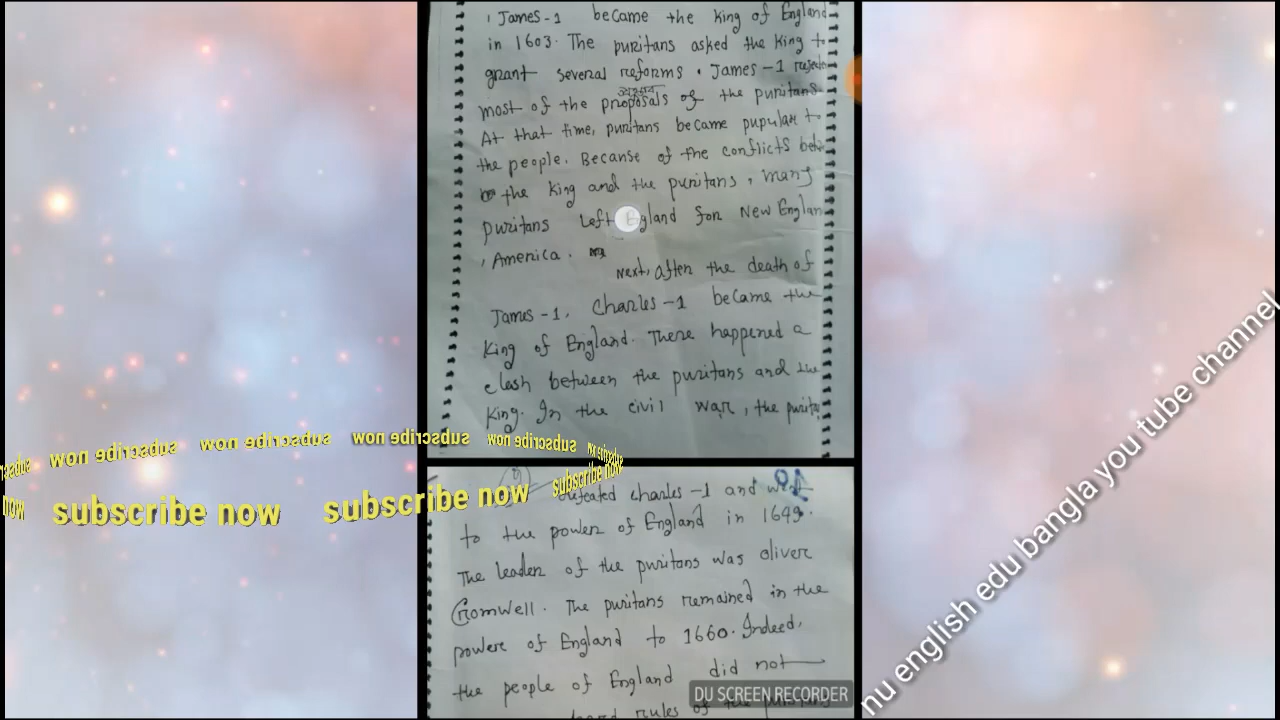 James-1 became the king of England
in 1603. The puritans asked the King to
grant several reforms. James-1
most of the proposals of the puritans
At that time, puritans became pupular to
the people. Because of the conflicts
the King and the puritans, many
puritans Left England for New Englan
, America.
Next, after the death of
James-1, Charles-1 became the
King of England. There happened a
clash between the puritans and the
King. In the civil war, the
defeated charles-1 and went
to the power of England in 1649.
The leader of the puritans was oliver
Cromwell. The puritans remained in the
power of England to 1660. Indeed,
the people of England did not
rules of the
subscribe now subscribe now subscribe now subscribe now
subscribe now subscribe now subscribe now
nu english edu bangla you tube channel
DU SCREEN RECORDER